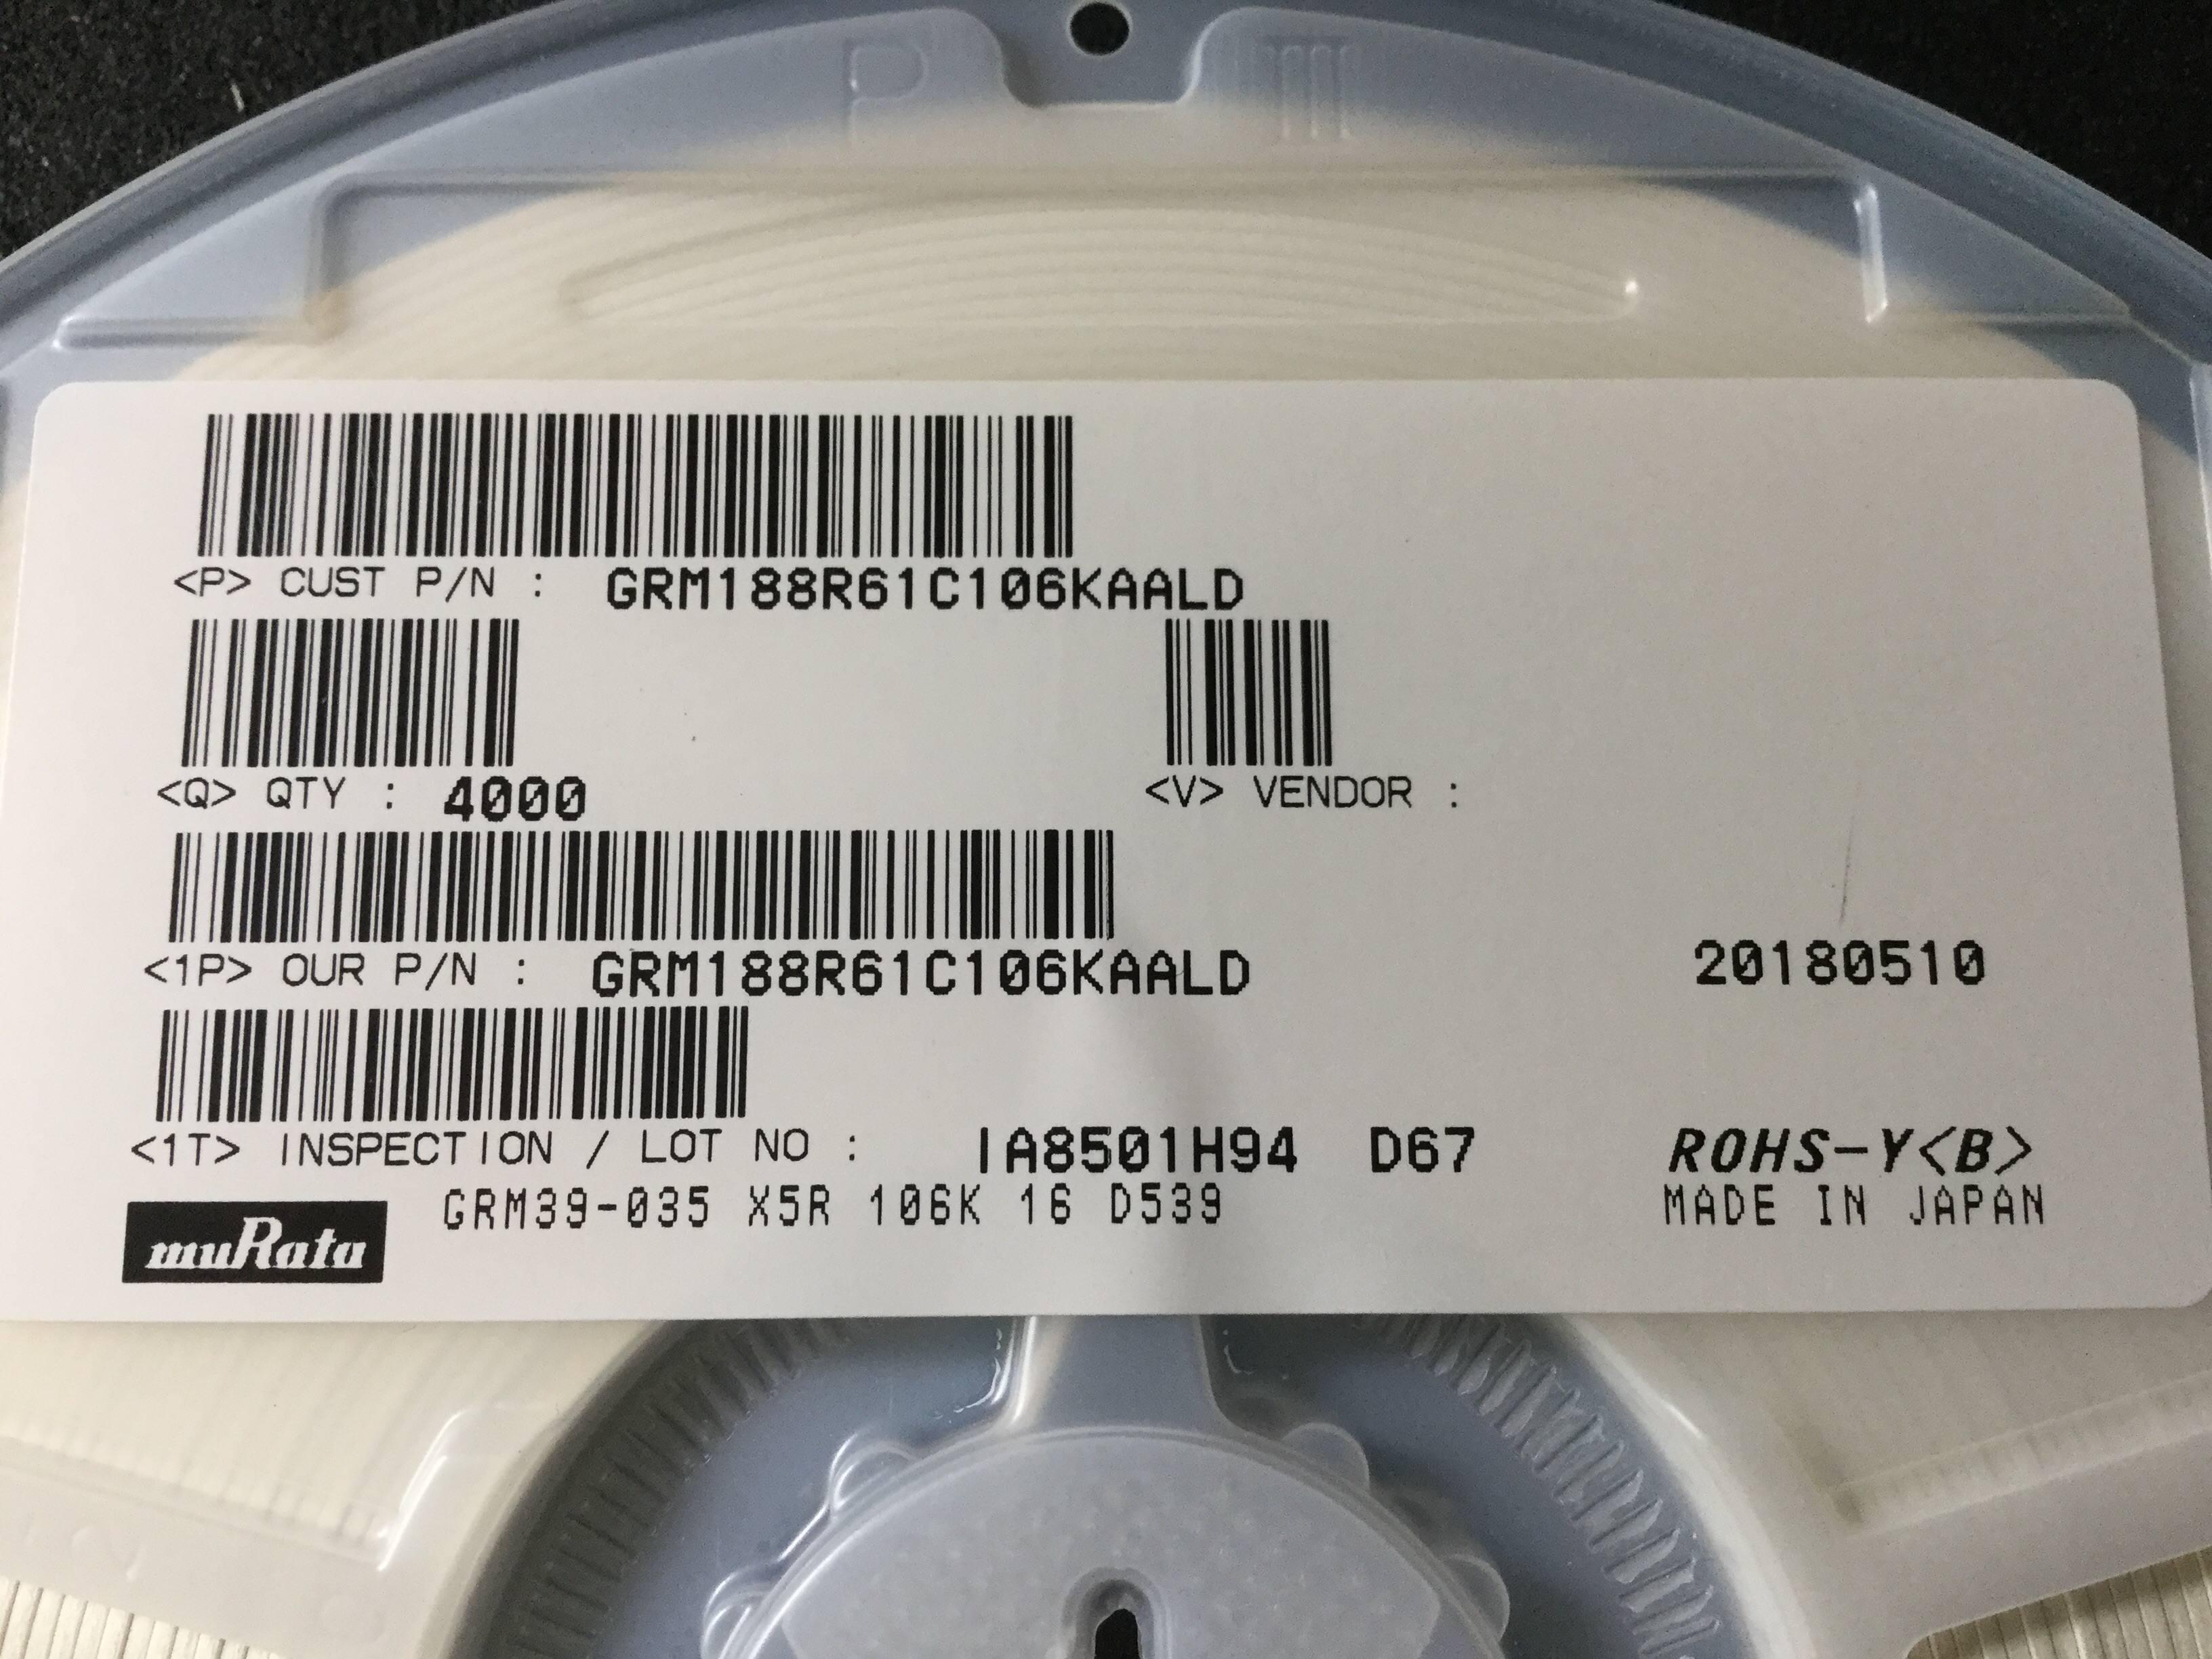 P III
<P> CUST P/N : GRM188R61C106KAALD
<Q> QTY : 4000
<V> VENDOR :
<1P> OUR P/N : GRM188R61C106KAALD
20180510
<1T> INSPECTION / LOT NO : IA8501H94 D67
ROHS-Y<B>
muRata
GRM39-035 X5R 106K 16 D539
MADE IN JAPAN